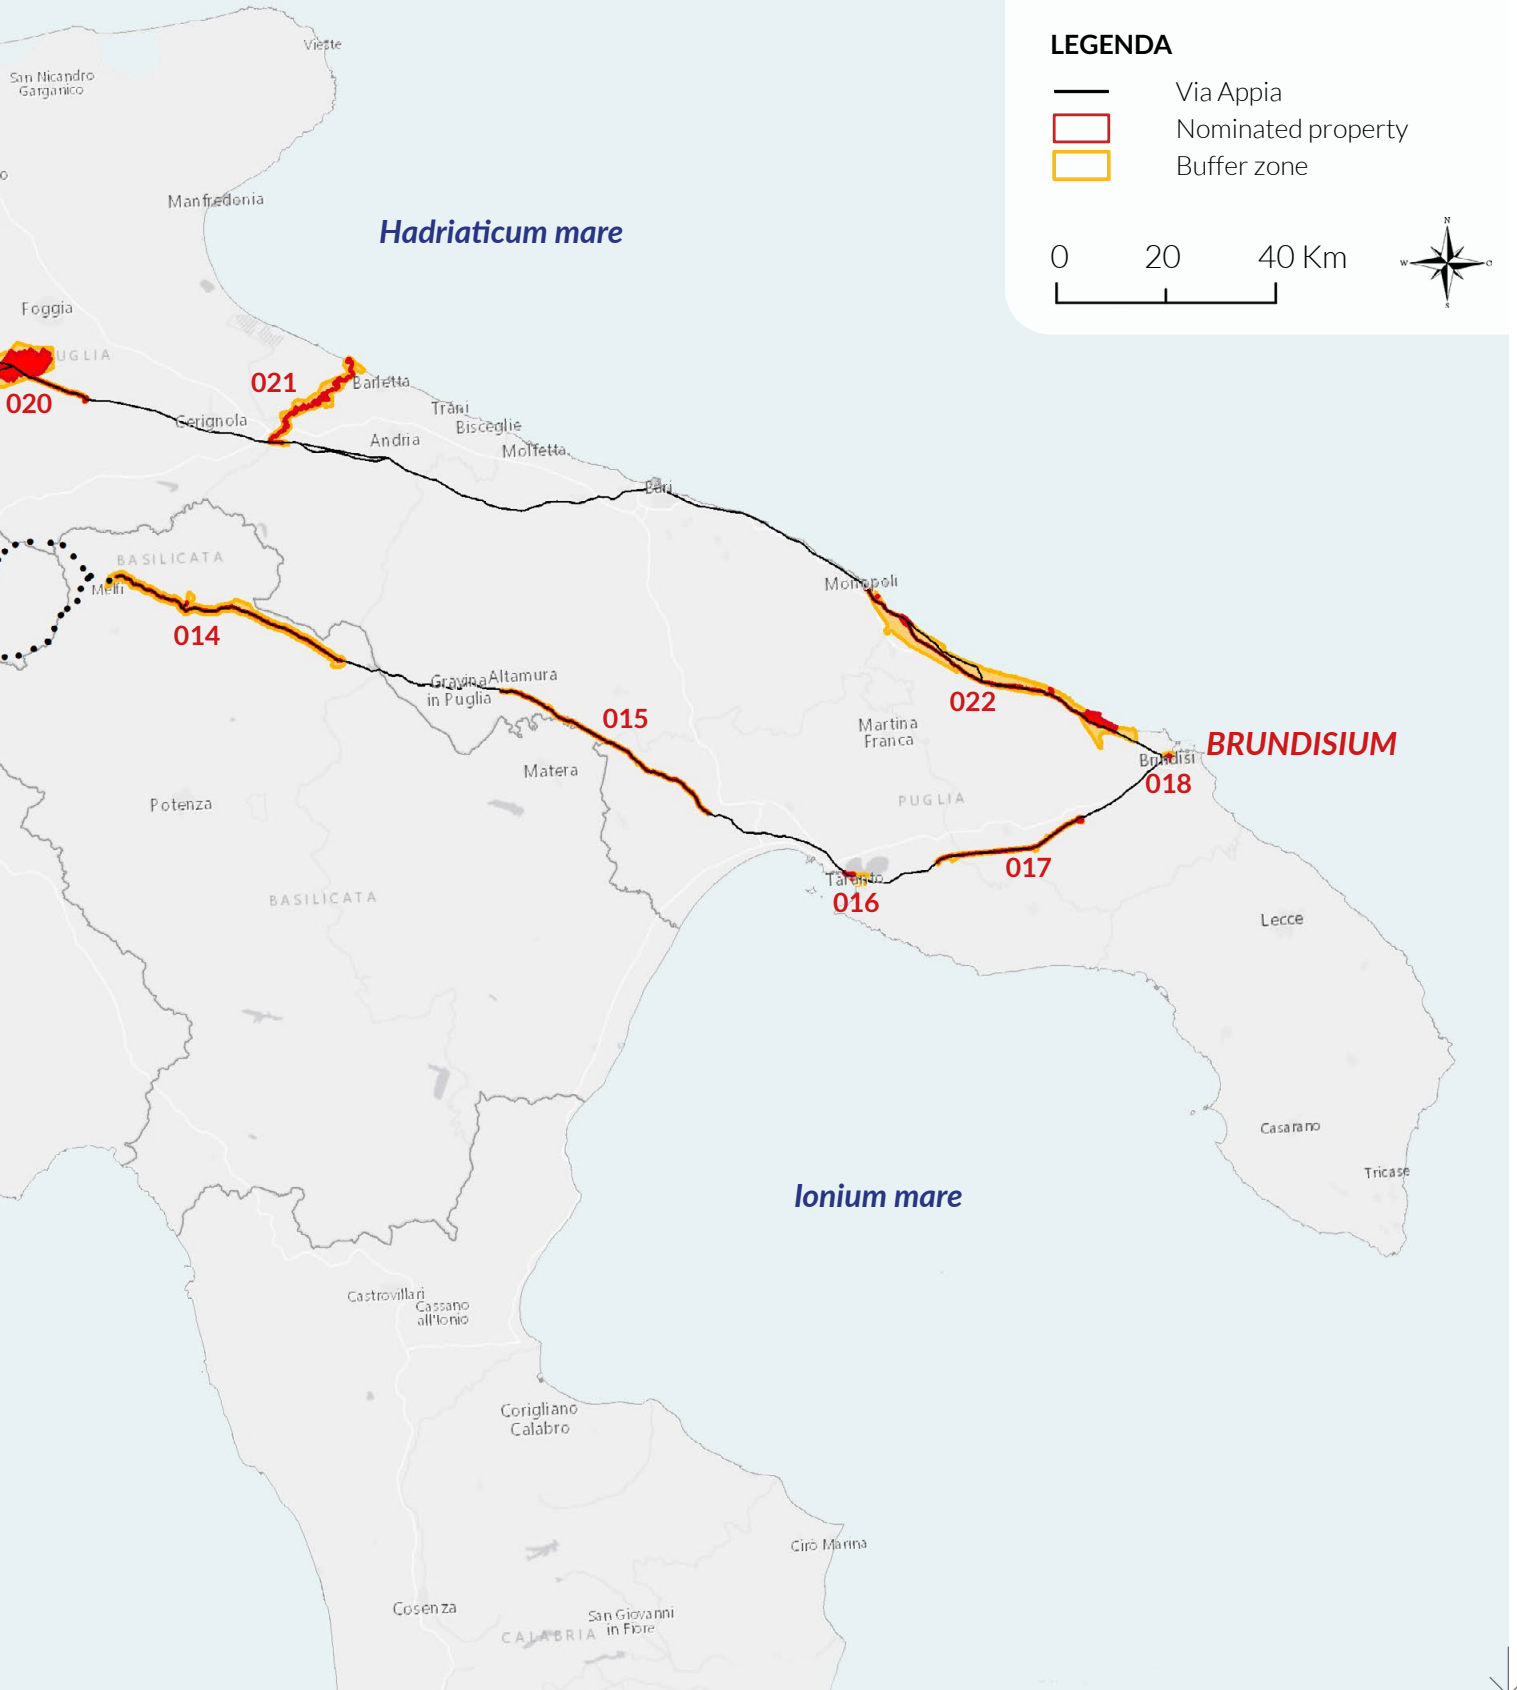 LEGENDA
Via Appia
Nominated property
Buffer zone
0 20 40 Km
N
W
O
S
Vieste
San Nicandro
Garganico
o
Manfredonia
Hadriaticum mare
Foggia
UGLIA
021
Barletta
020
Cerignola
Trani
Bisceglie
Andria
Molfetta
Bari
BASILICATA
Melfi
Monopoli
014
Gravina
in Puglia
Altamura
015
022
Martina
Franca
BRUNDISIUM
Brindisi
018
Matera
Potenza
PUGLIA
017
Taranto
016
BASILICATA
Lecce
Casarano
Tricase
Ionium mare
Castrovillari
Cassano
all'Ionio
Corigliano
Calabro
Cirò Marina
Cosenza
San Giovanni
in Fiore
CALABRIA